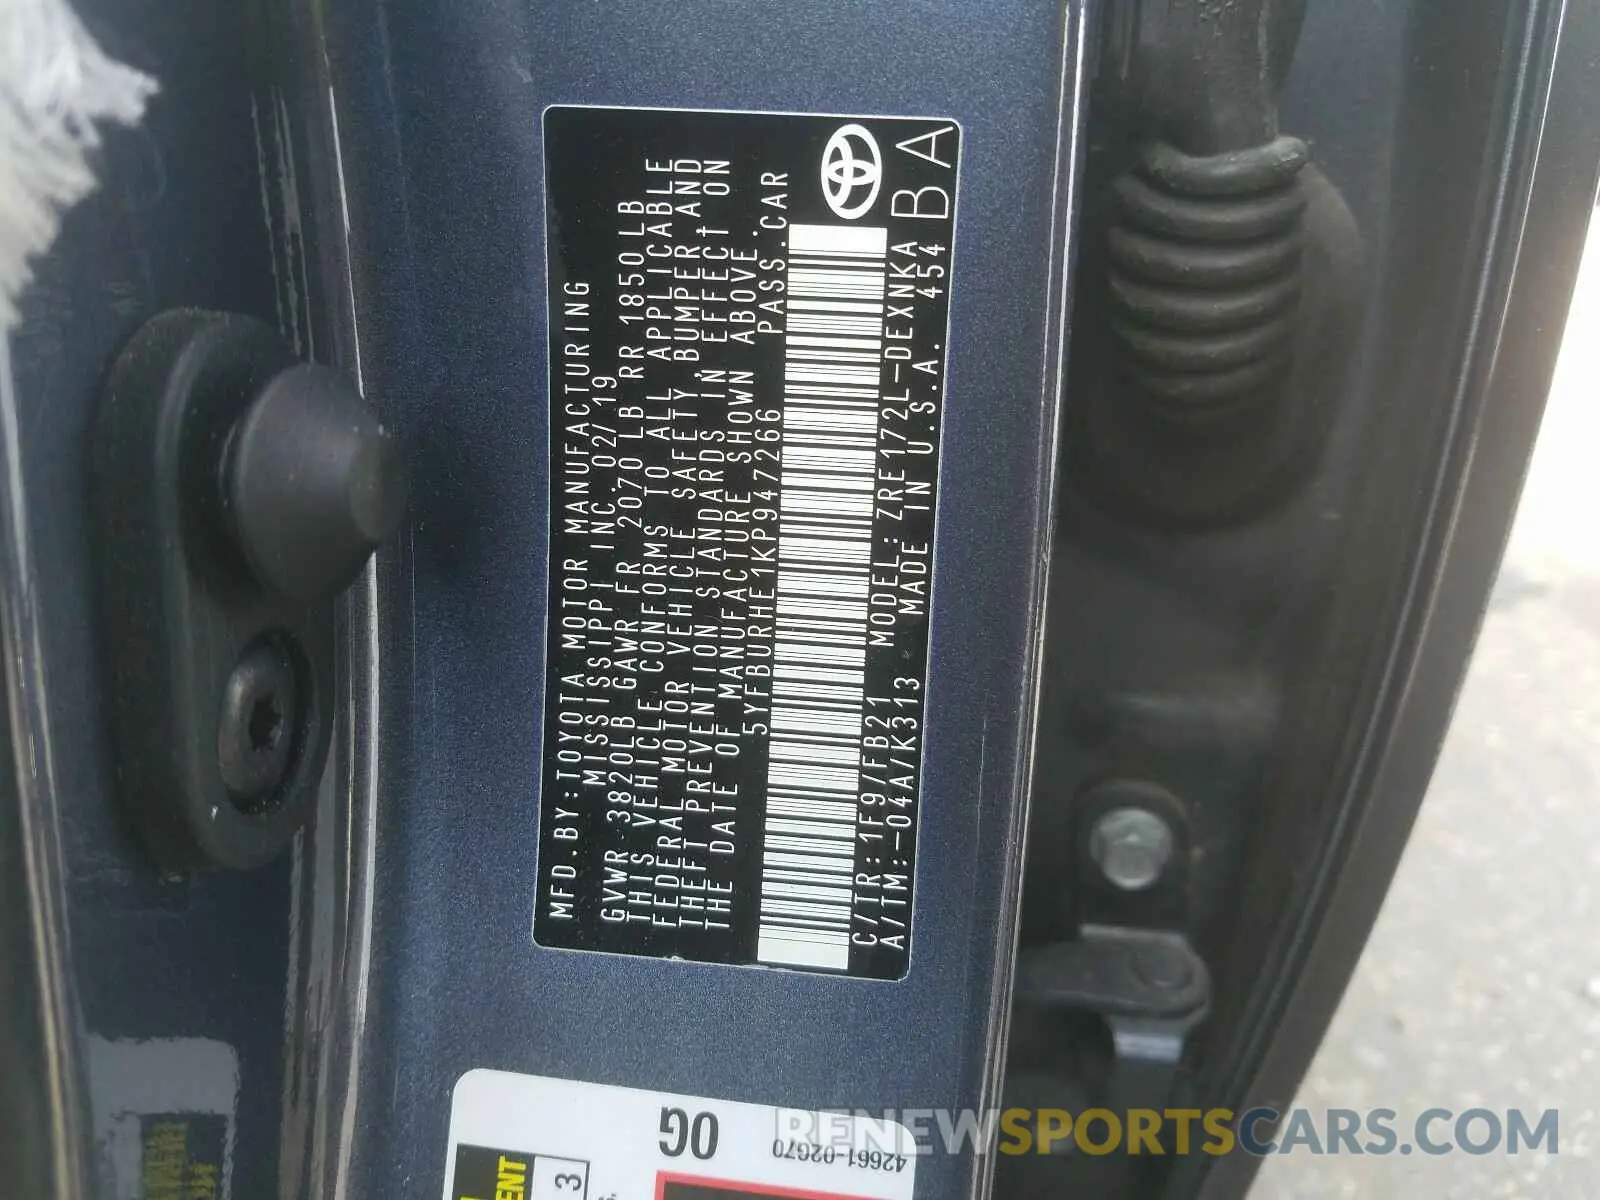 MFD.BY:TOYOTA MOTOR MANUFACTURING
MISSISSIPPI INC. 02/19
GVWR 3820LB GAWR FR 2070 LB RR 1850 LB
THIS VEHICLE CONFORMS TO ALL APPLICABLE
FEDERAL MOTOR VEHICLE SAFETY, BUMPER, AND
THEFT PREVENTION STANDARDS IN EFFECT ON
THE DATE OF MANUFACTURE SHOWN ABOVE.
5YFBURHE1KP947266 PASS.CAR
C/TR:1F9/FB21 MODEL: ZRE172L-DEXNKA
A/TM:-04A/K313 MADE IN U.S.A. 454
BA
0G
42661-02G70
3
RENEWSPORTSCARS.COM